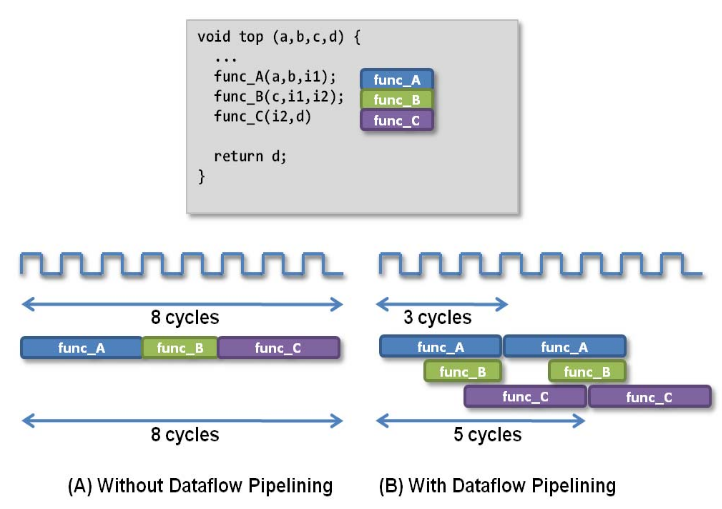 void top (a,b,c,d) {
...
func_A(a,b,i1);
func_A
func_B(c,i1,i2);
func_B
func_C(i2,d)
func_C
return d;
}
8 cycles
3 cycles
func_A func_B func_C
func_A func_A
func_B func_B
func_C func_C
8 cycles
5 cycles
(A) Without Dataflow Pipelining
(B) With Dataflow Pipelining